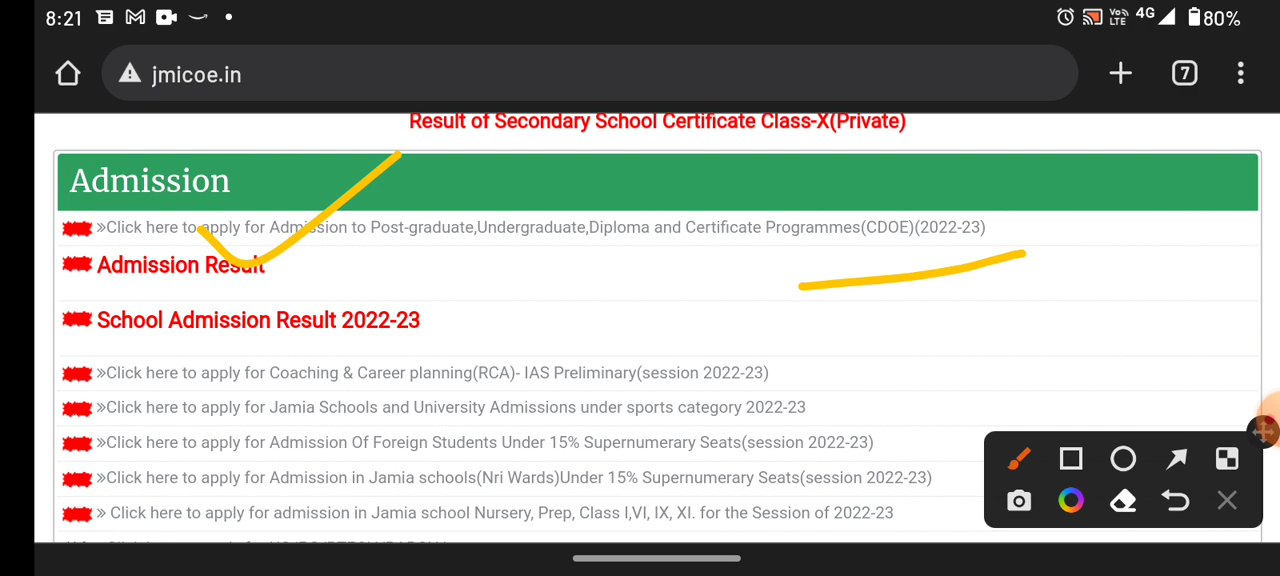 8:21
Vo LTE 4G 80%
jmicoe.in
7
Result of Secondary School Certificate Class-X(Private)
Admission
»Click here to apply for Admission to Post-graduate,Undergraduate,Diploma and Certificate Programmes(CDOE)(2022-23)
Admission Result
School Admission Result 2022-23
»Click here to apply for Coaching & Career planning(RCA)- IAS Preliminary(session 2022-23)
»Click here to apply for Jamia Schools and University Admissions under sports category 2022-23
»Click here to apply for Admission Of Foreign Students Under 15% Supernumerary Seats(session 2022-23)
»Click here to apply for Admission in Jamia schools(Nri Wards)Under 15% Supernumerary Seats(session 2022-23)
» Click here to apply for admission in Jamia school Nursery, Prep, Class I,VI, IX, XI. for the Session of 2022-23